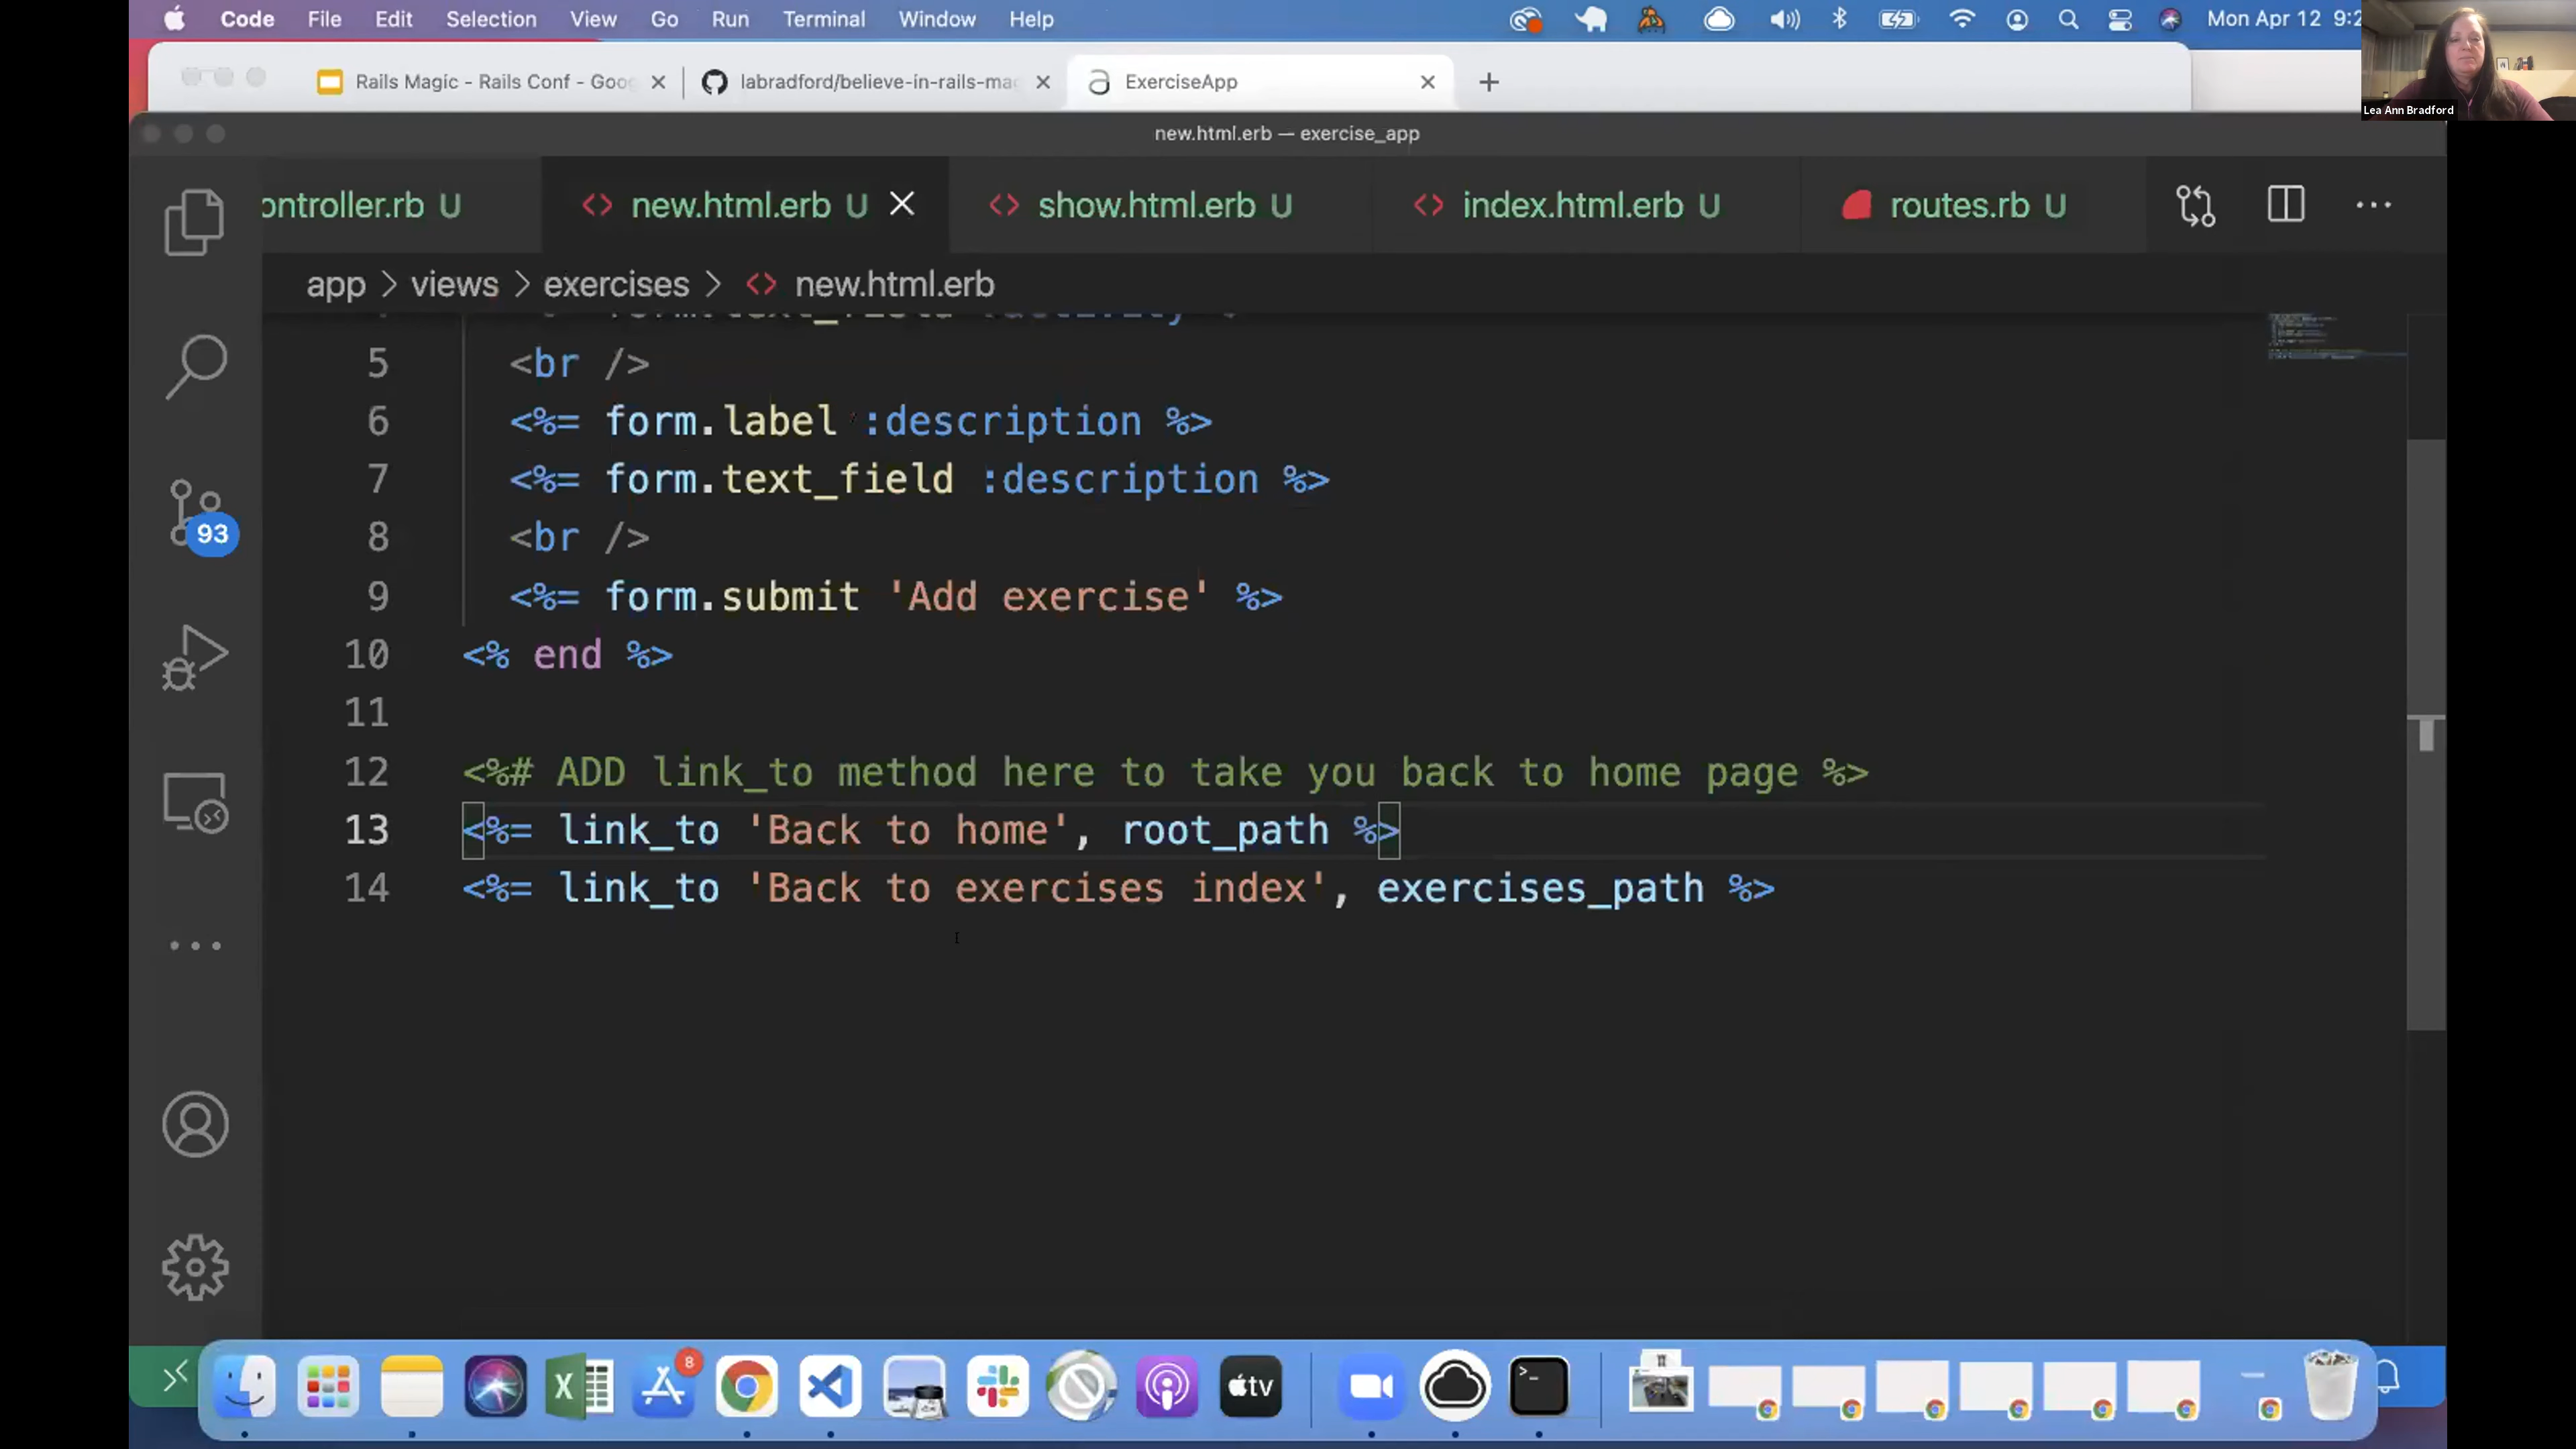 Code File Edit Selection View Go Run Terminal Window Help Mon Apr 12 9:2
Rails Magic - Rails Conf - Goo
labradford/believe-in-rails-ma
ExerciseApp
Lea Ann Bradford
new.html.erb — exercise_app
ontroller.rb U
new.html.erb U
show.html.erb U
index.html.erb U
routes.rb U
app > views > exercises > <> new.html.erb
5 <br />
6 <%= form.label :description %>
7 <%= form.text_field :description %>
8 <br />
9 <%= form.submit 'Add exercise' %>
10 <% end %>
11
12 <%# ADD link_to method here to take you back to home page %>
13 <%= link_to 'Back to home', root_path %>
14 <%= link_to 'Back to exercises index', exercises_path %>
93
8
tv